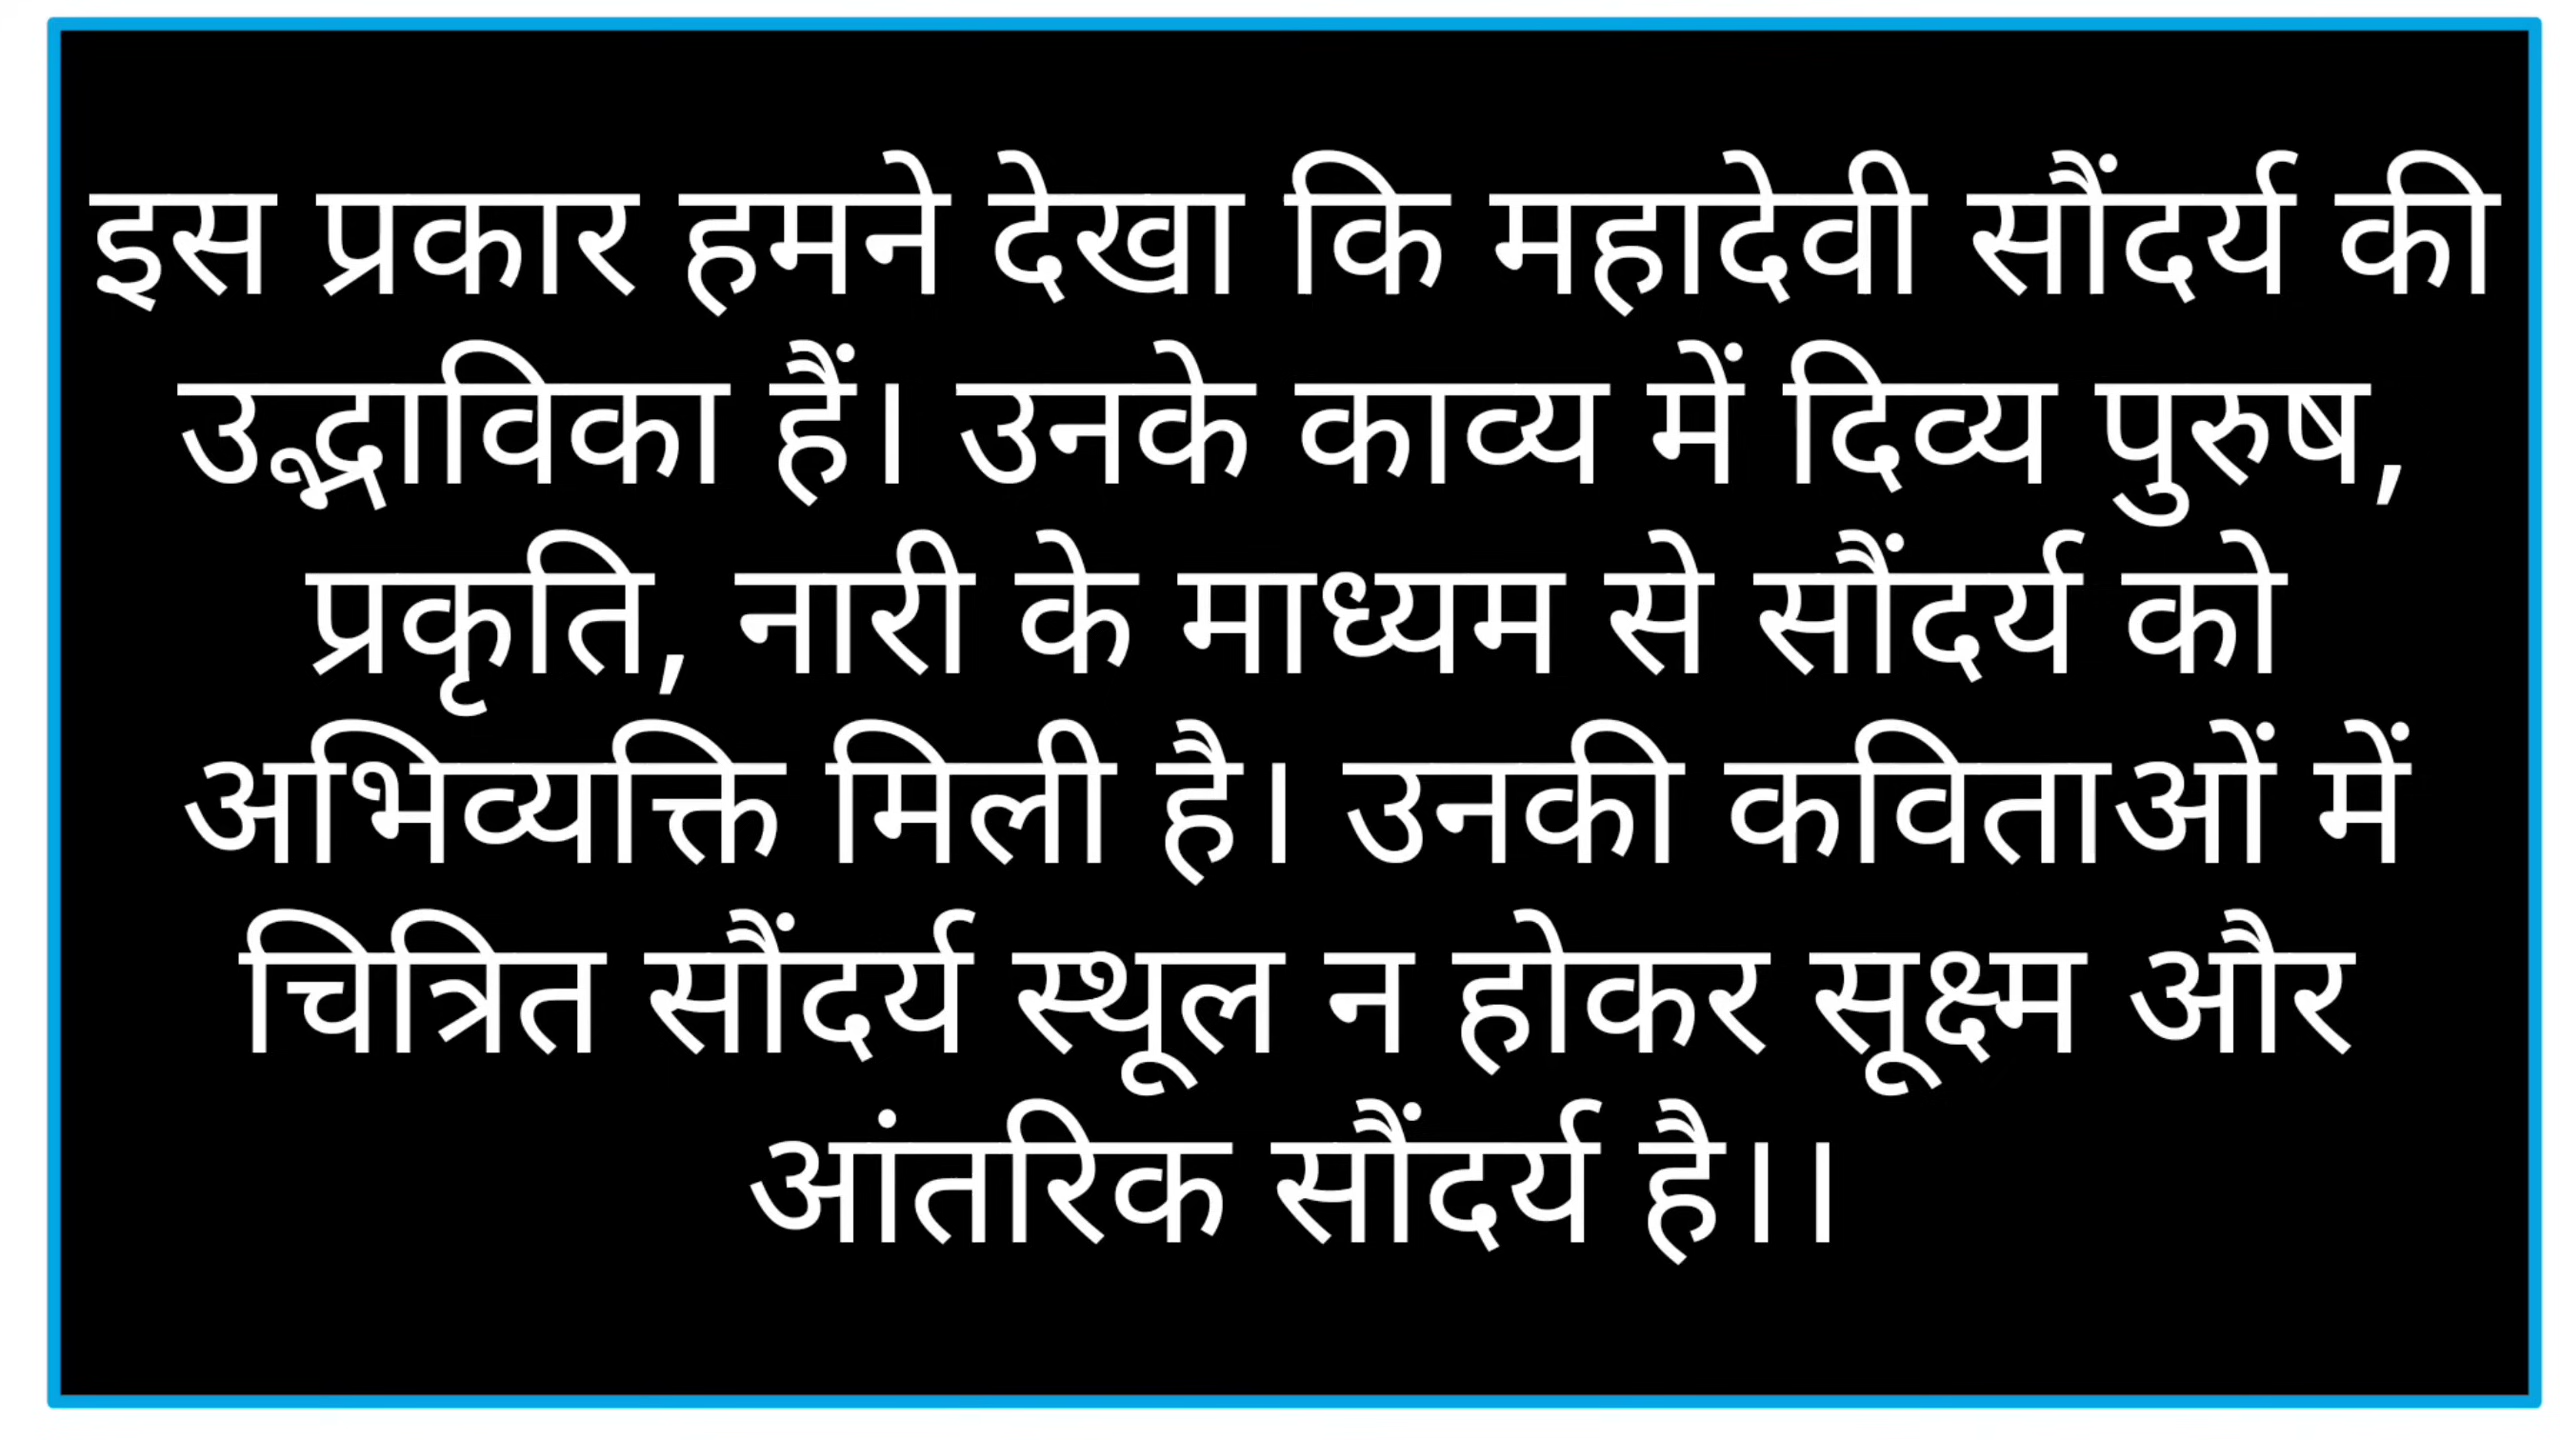 इस प्रकार हमने देखा कि महादेवी सौंदर्य की
उद्भाविका हैं। उनके काव्य में दिव्य पुरुष,
प्रकृति, नारी के माध्यम से सौंदर्य को
अभिव्यक्ति मिली है। उनकी कविताओं में
चित्रित सौंदर्य स्थूल न होकर सूक्ष्म और
आंतरिक सौंदर्य है।।